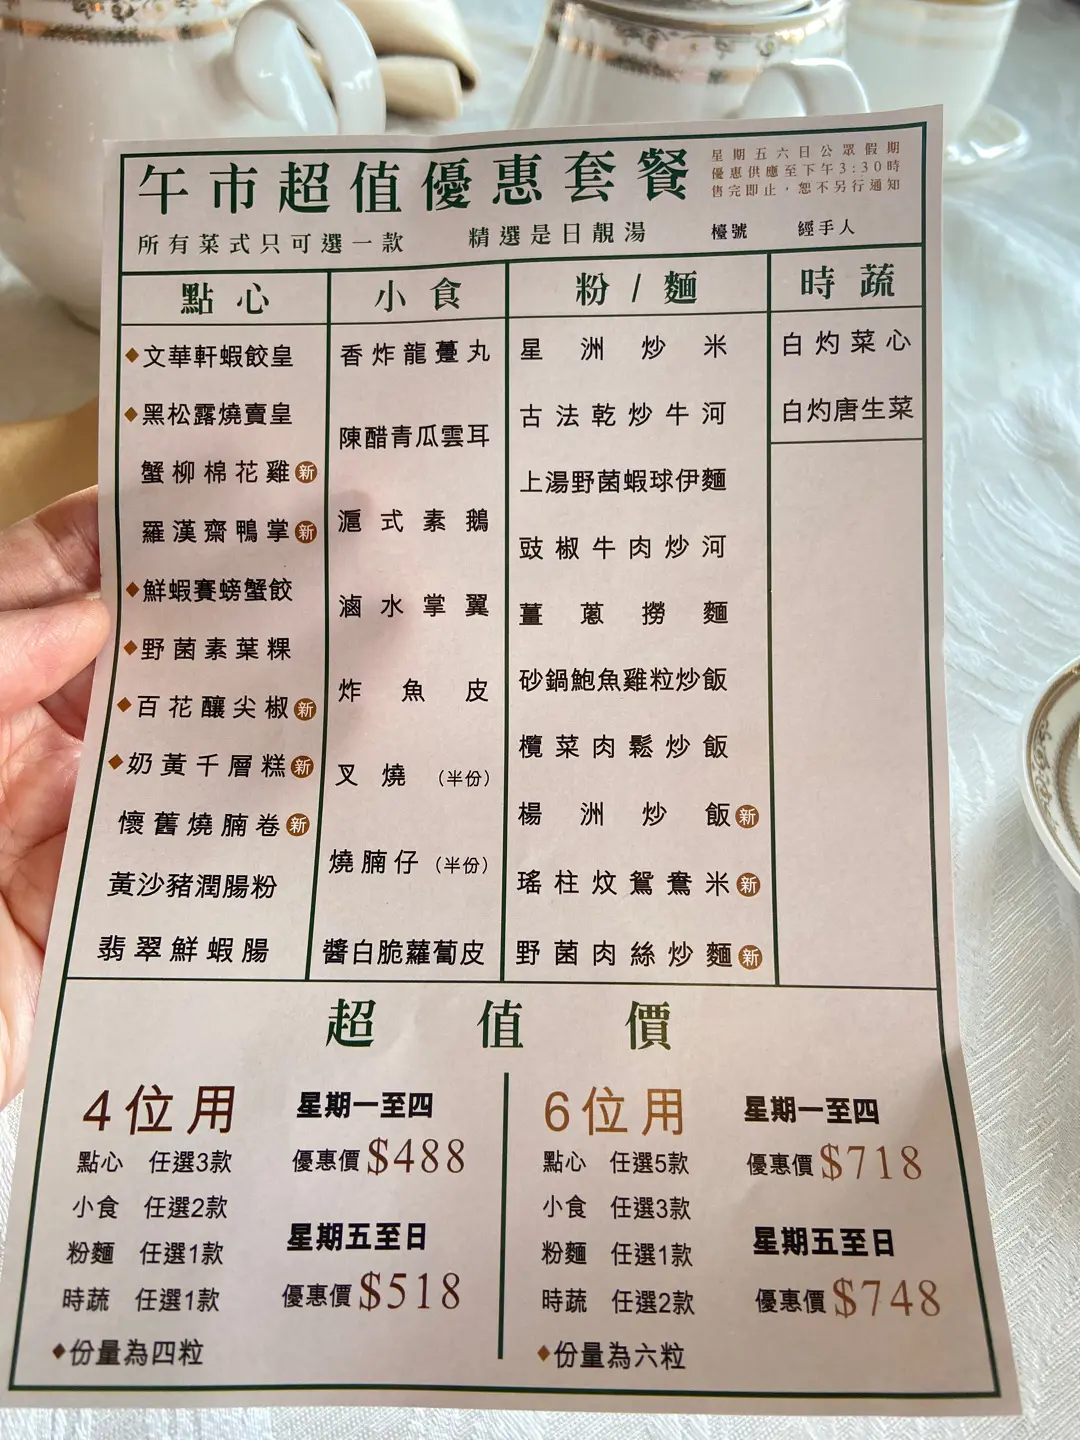 午市超值優惠套餐
星期五六日公眾假期
優惠供應至下午3:30時
售完即止，恕不另行通知
所有菜式只可選一款 精選是日靚湯 檯號 經手人
點心
◆文華軒蝦餃皇
◆黑松露燒賣皇
蟹柳棉花雞 新
羅漢齋鴨掌 新
◆鮮蝦賽螃蟹餃
◆野菌素葉粿
◆百花釀尖椒 新
◆奶黃千層糕 新
懷舊燒腩卷 新
黃沙豬潤腸粉
翡翠鮮蝦腸
小食
香炸龍躉丸
陳醋青瓜雲耳
滬式素鵝
滷水掌翼
炸魚皮
叉燒（半份）
燒腩仔（半份）
醬白脆蘿蔔皮
粉/麵
星洲炒米
古法乾炒牛河
上湯野菌蝦球伊麵
豉椒牛肉炒河
薑蔥撈麵
砂鍋鮑魚雞粒炒飯
欖菜肉鬆炒飯
楊洲炒飯 新
瑤柱炆鴛鴦米 新
野菌肉絲炒麵 新
時蔬
白灼菜心
白灼唐生菜
超值價
4位用
點心 任選3款
小食 任選2款
粉麵 任選1款
時蔬 任選1款
◆份量為四粒
星期一至四
優惠價$488
星期五至日
優惠價$518
6位用
點心 任選5款
小食 任選3款
粉麵 任選1款
時蔬 任選2款
◆份量為六粒
星期一至四
優惠價$718
星期五至日
優惠價$748